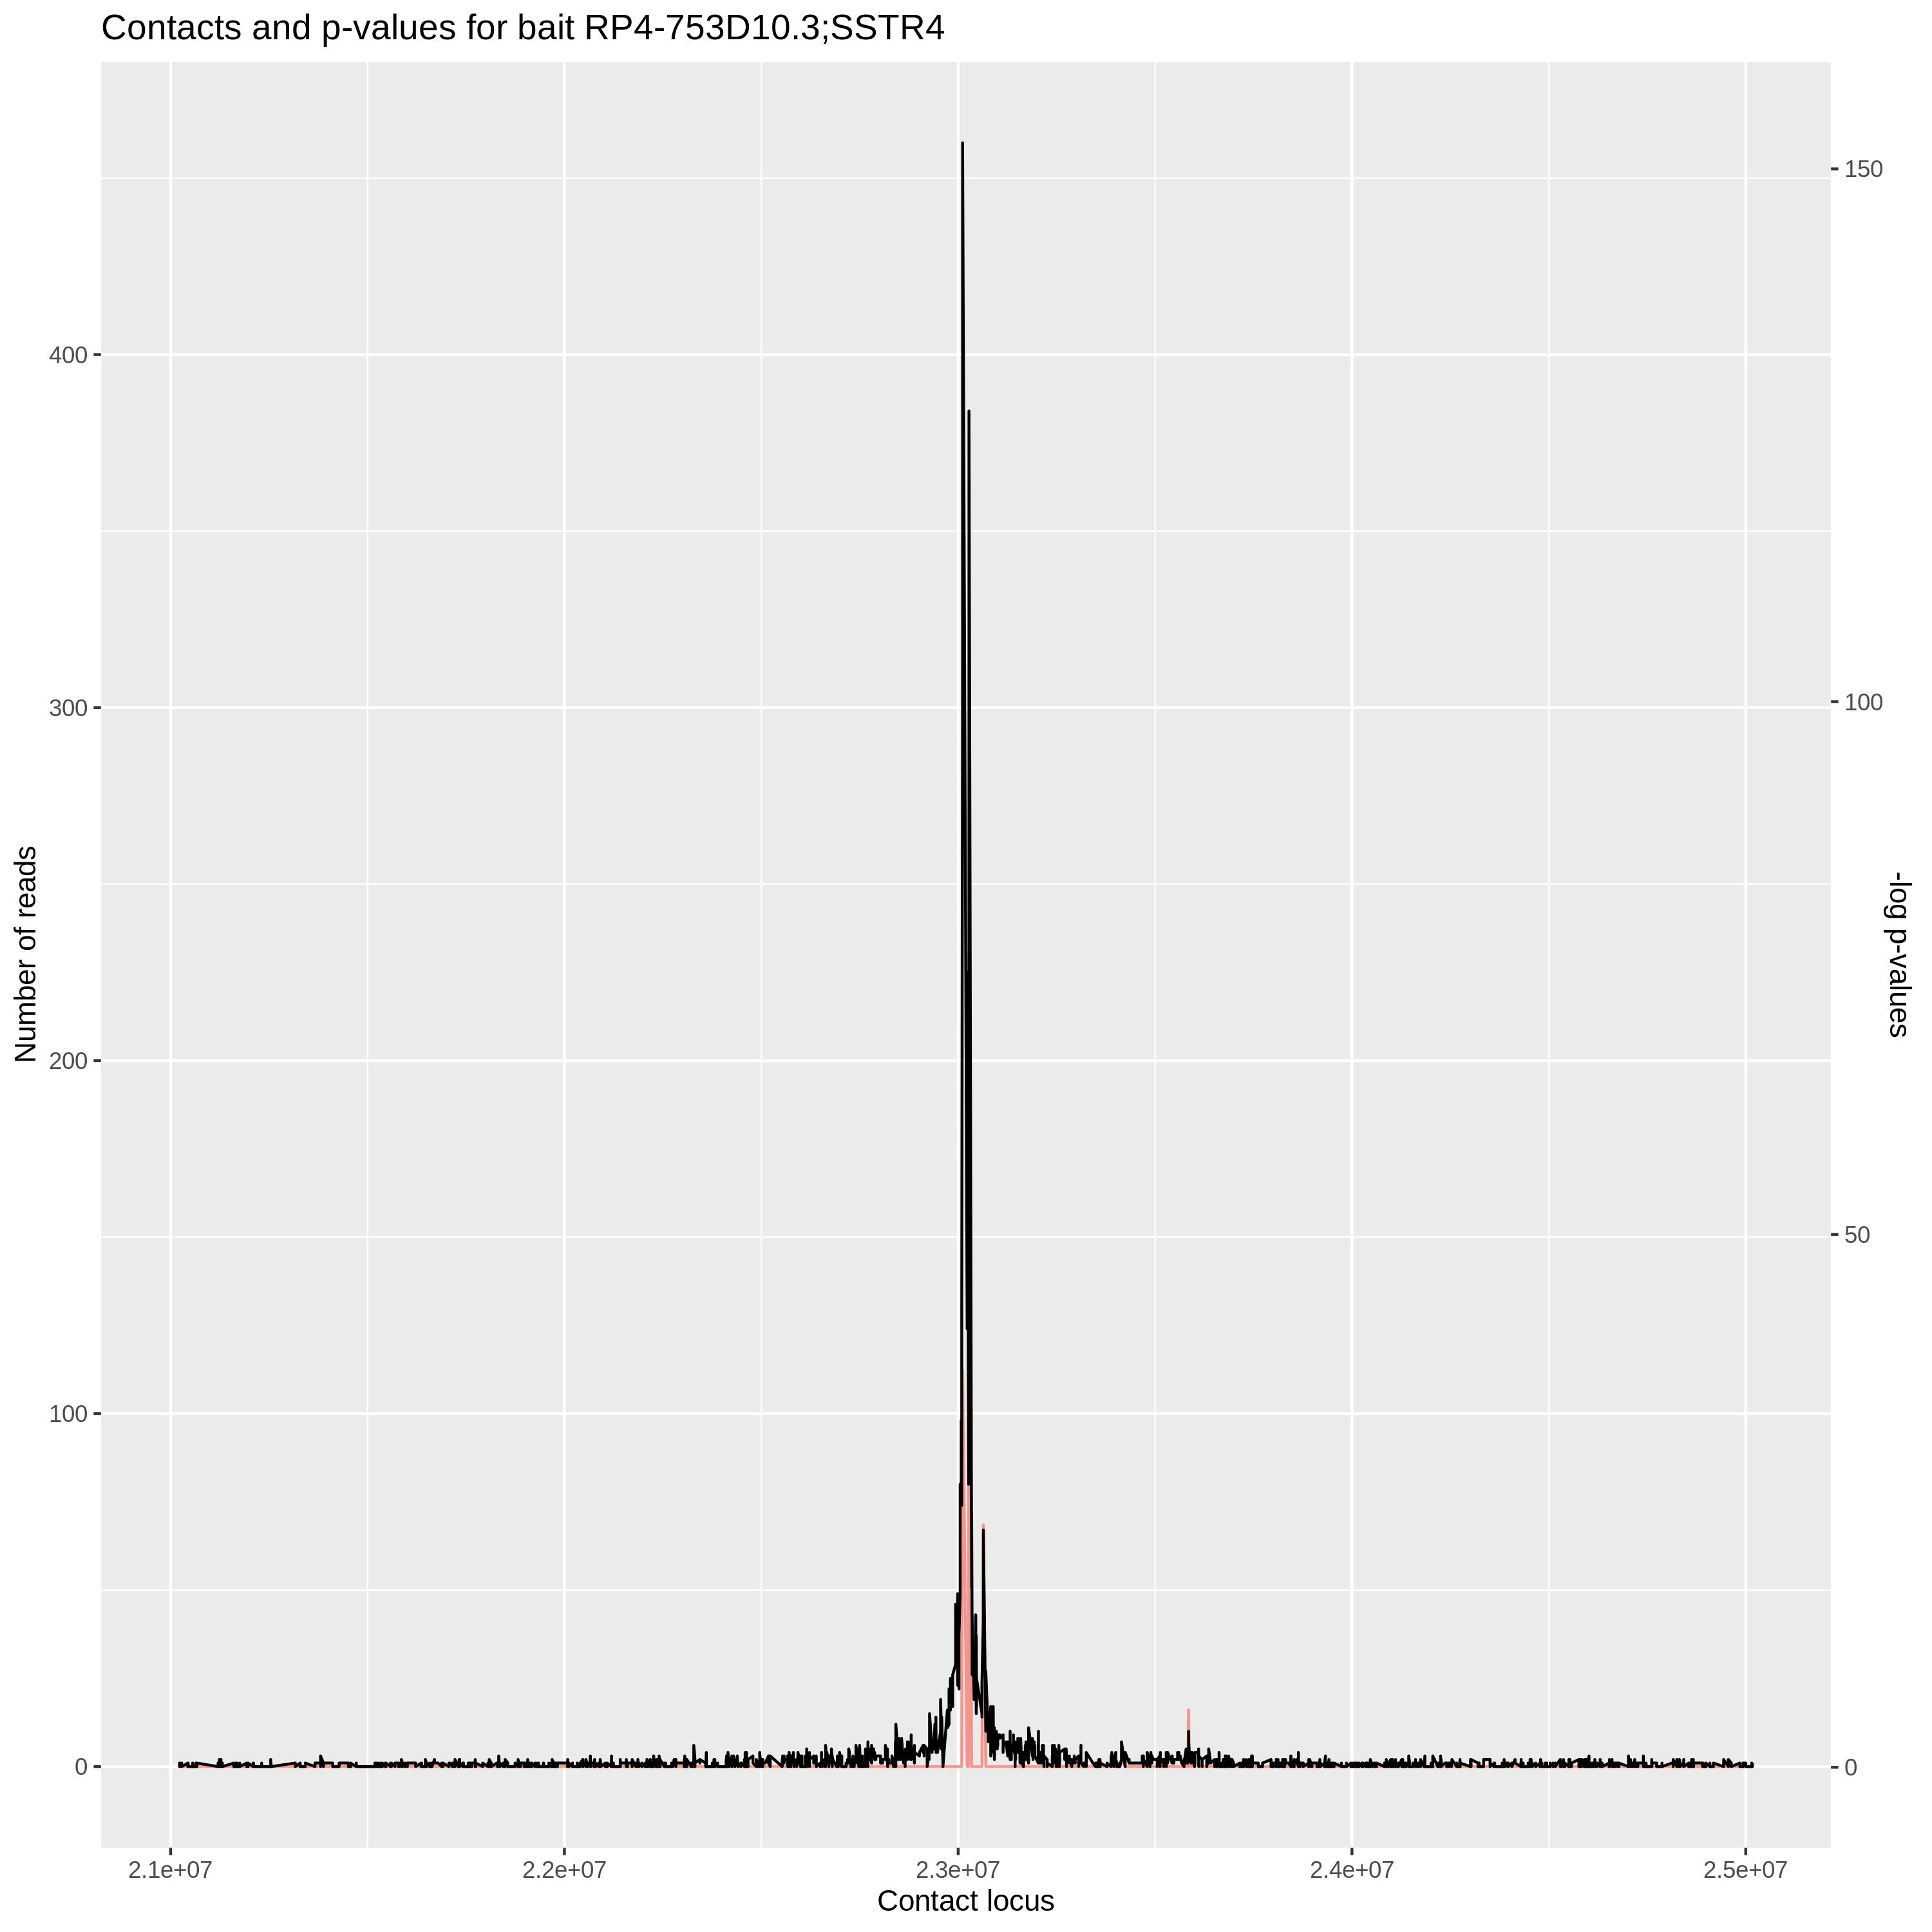 Contacts and p-values for bait RP4-753D10.3;SSTR4
Number of reads
400
300
200
100
0
150
100
50
0
-log p-values
2.1e+07
2.2e+07
2.3e+07
2.4e+07
2.5e+07
Contact locus